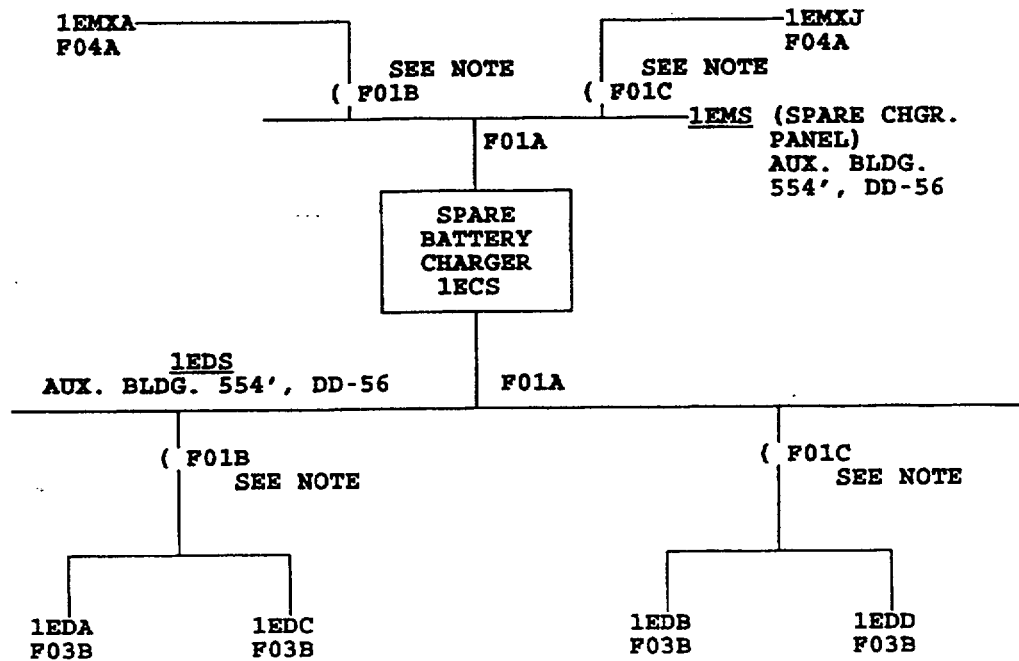 1EMXA
F04A
1EMXJ
F04A
SEE NOTE
( F01B
SEE NOTE
( F01C
1EMS (SPARE CHGR.
PANEL)
AUX. BLDG.
554', DD-56
F01A
SPARE
BATTERY
CHARGER
1ECS
1EDS
AUX. BLDG. 554', DD-56
F01A
( F01B
SEE NOTE
( F01C
SEE NOTE
1EDA
F03B
1EDC
F03B
1EDB
F03B
1EDD
F03B